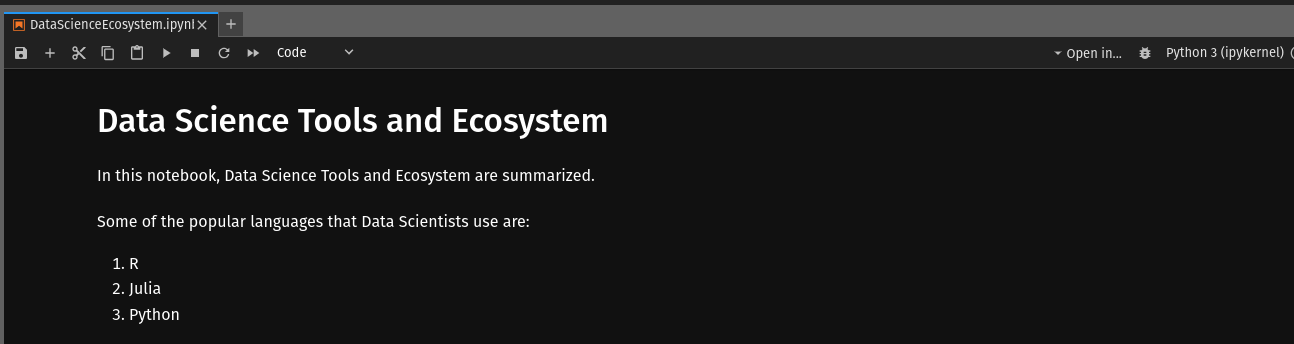 DataScienceEcosystem.ipynb
Code
Open in...
Python 3 (ipykernel)
Data Science Tools and Ecosystem
In this notebook, Data Science Tools and Ecosystem are summarized.
Some of the popular languages that Data Scientists use are:
1. R
2. Julia
3. Python